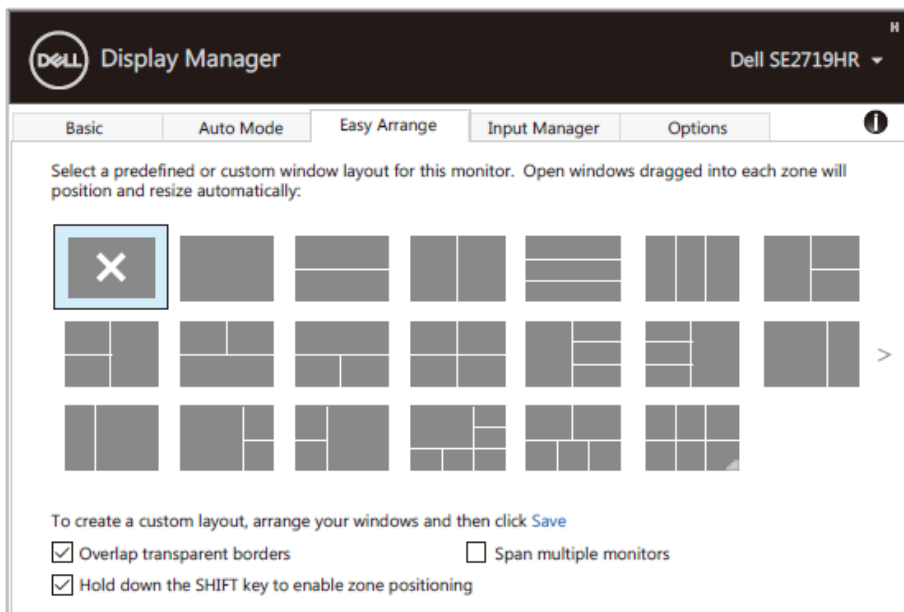 H
DELL Display Manager Dell SE2719HR
Basic Auto Mode Easy Arrange Input Manager Options i
Select a predefined or custom window layout for this monitor. Open windows dragged into each zone will
position and resize automatically:
>
To create a custom layout, arrange your windows and then click Save
Overlap transparent borders Span multiple monitors
Hold down the SHIFT key to enable zone positioning